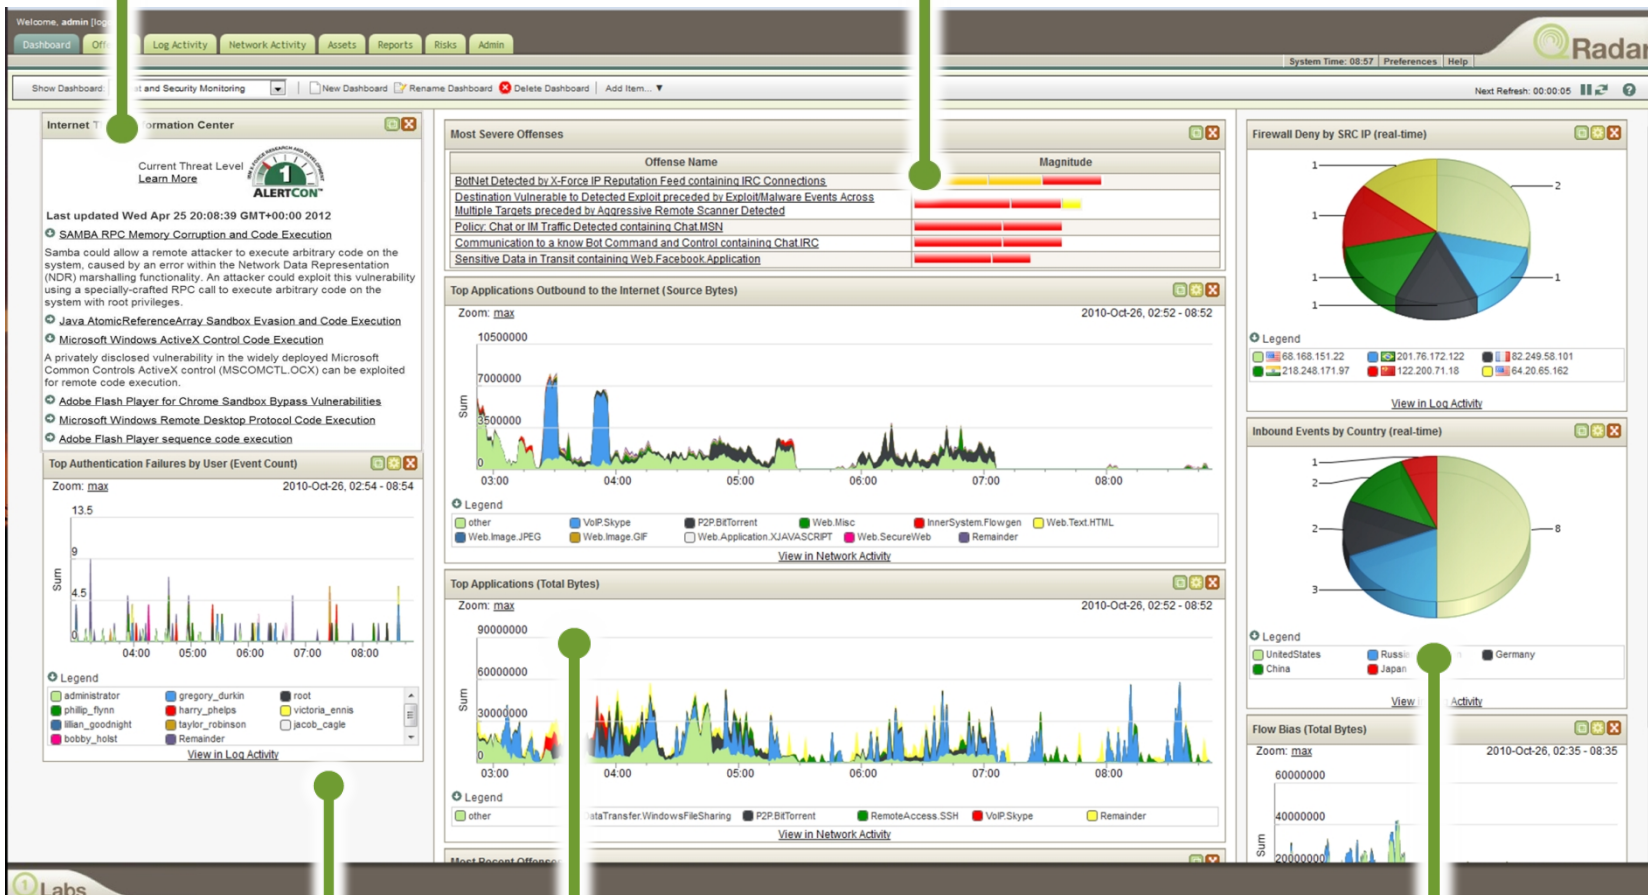 Welcome, admin
Dashboard Log Activity Network Activity Assets Reports Risks Admin
QRadar
System Time: 08:57 Preferences Help
Show Dashboard: and Security Monitoring New Dashboard Rename Dashboard Delete Dashboard Add Item... ▼
Next Refresh: 00:00:05
Internet Information Center
Current Threat Level
Learn More
1
ALERTCON™
Last updated Wed Apr 25 20:08:39 GMT+00:00 2012
SAMBA RPC Memory Corruption and Code Execution
Samba could allow a remote attacker to execute arbitrary code on the
system, caused by an error within the Network Data Representation
(NDR) marshalling functionality. An attacker could exploit this vulnerability
using a specially-crafted RPC call to execute arbitrary code on the
system with root privileges.
Java AtomicReferenceArray Sandbox Evasion and Code Execution
Microsoft Windows ActiveX Control Code Execution
A privately disclosed vulnerability in the widely deployed Microsoft
Common Controls ActiveX control (MSCOMCTL.OCX) can be exploited
for remote code execution.
Adobe Flash Player for Chrome Sandbox Bypass Vulnerabilities
Microsoft Windows Remote Desktop Protocol Code Execution
Adobe Flash Player sequence code execution
Top Authentication Failures by User (Event Count)
Zoom: max 2010-Oct-26, 02:54 - 08:54
13.5
9
4.5
0
Sum
04:00 05:00 06:00 07:00 08:00
Legend
administrator gregory_durkin root
phillip_flynn harry_phelps victoria_ennis
lillian_goodnight taylor_robinson jacob_cagle
bobby_holst Remainder
View in Log Activity
Most Severe Offenses
Offense Name Magnitude
BotNet Detected by X-Force IP Reputation Feed containing IRC Connections
Destination Vulnerable to Detected Exploit preceded by Exploit/Malware Events Across
Multiple Targets preceded by Aggressive Remote Scanner Detected
Policy: Chat or IM Traffic Detected containing Chat.MSN
Communication to a know Bot Command and Control containing Chat.IRC
Sensitive Data in Transit containing Web.Facebook.Application
Top Applications Outbound to the Internet (Source Bytes)
Zoom: max 2010-Oct-26, 02:52 - 08:52
10500000
7000000
3500000
0
Sum
03:00 04:00 05:00 06:00 07:00 08:00
Legend
other VoIP.Skype P2P.BitTorrent Web.Misc InnerSystem.Flowgen Web.Text.HTML
Web.Image.JPEG Web.Image.GIF Web.Application.XJAVASCRIPT Web.SecureWeb Remainder
View in Network Activity
Top Applications (Total Bytes)
Zoom: max 2010-Oct-26, 02:52 - 08:52
90000000
60000000
30000000
0
Sum
03:00 04:00 05:00 06:00 07:00 08:00
Legend
other DataTransfer.WindowsFileSharing P2P.BitTorrent RemoteAccess.SSH VoIP.Skype Remainder
View in Network Activity
Most Recent Offenses
Firewall Deny by SRC IP (real-time)
1
2
1
1
1
1
Legend
68.168.151.22 201.76.172.122 82.249.58.101
218.248.171.97 122.200.71.18 64.20.65.162
View in Log Activity
Inbound Events by Country (real-time)
1
2
2
8
3
Legend
UnitedStates Germany
China Japan
View Activity
Flow Bias (Total Bytes)
Zoom: max 2010-Oct-26, 02:35 - 08:35
60000000
40000000
20000000
Sum
1 Labs